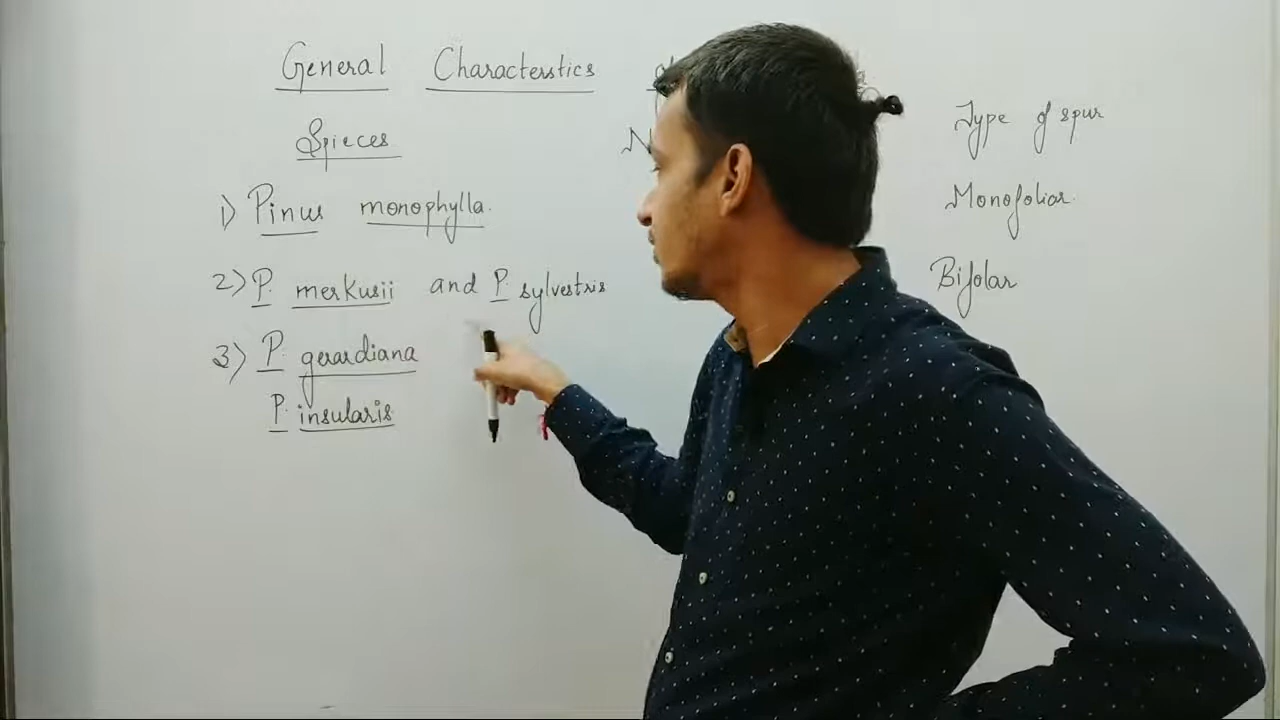 General Characterstics
Spieces Type of spur
1) Pinus monophylla. Monofoliar.
2) P. merkusii and P. sylvestris Bifolar
3) P. gerardiana
P. insularis